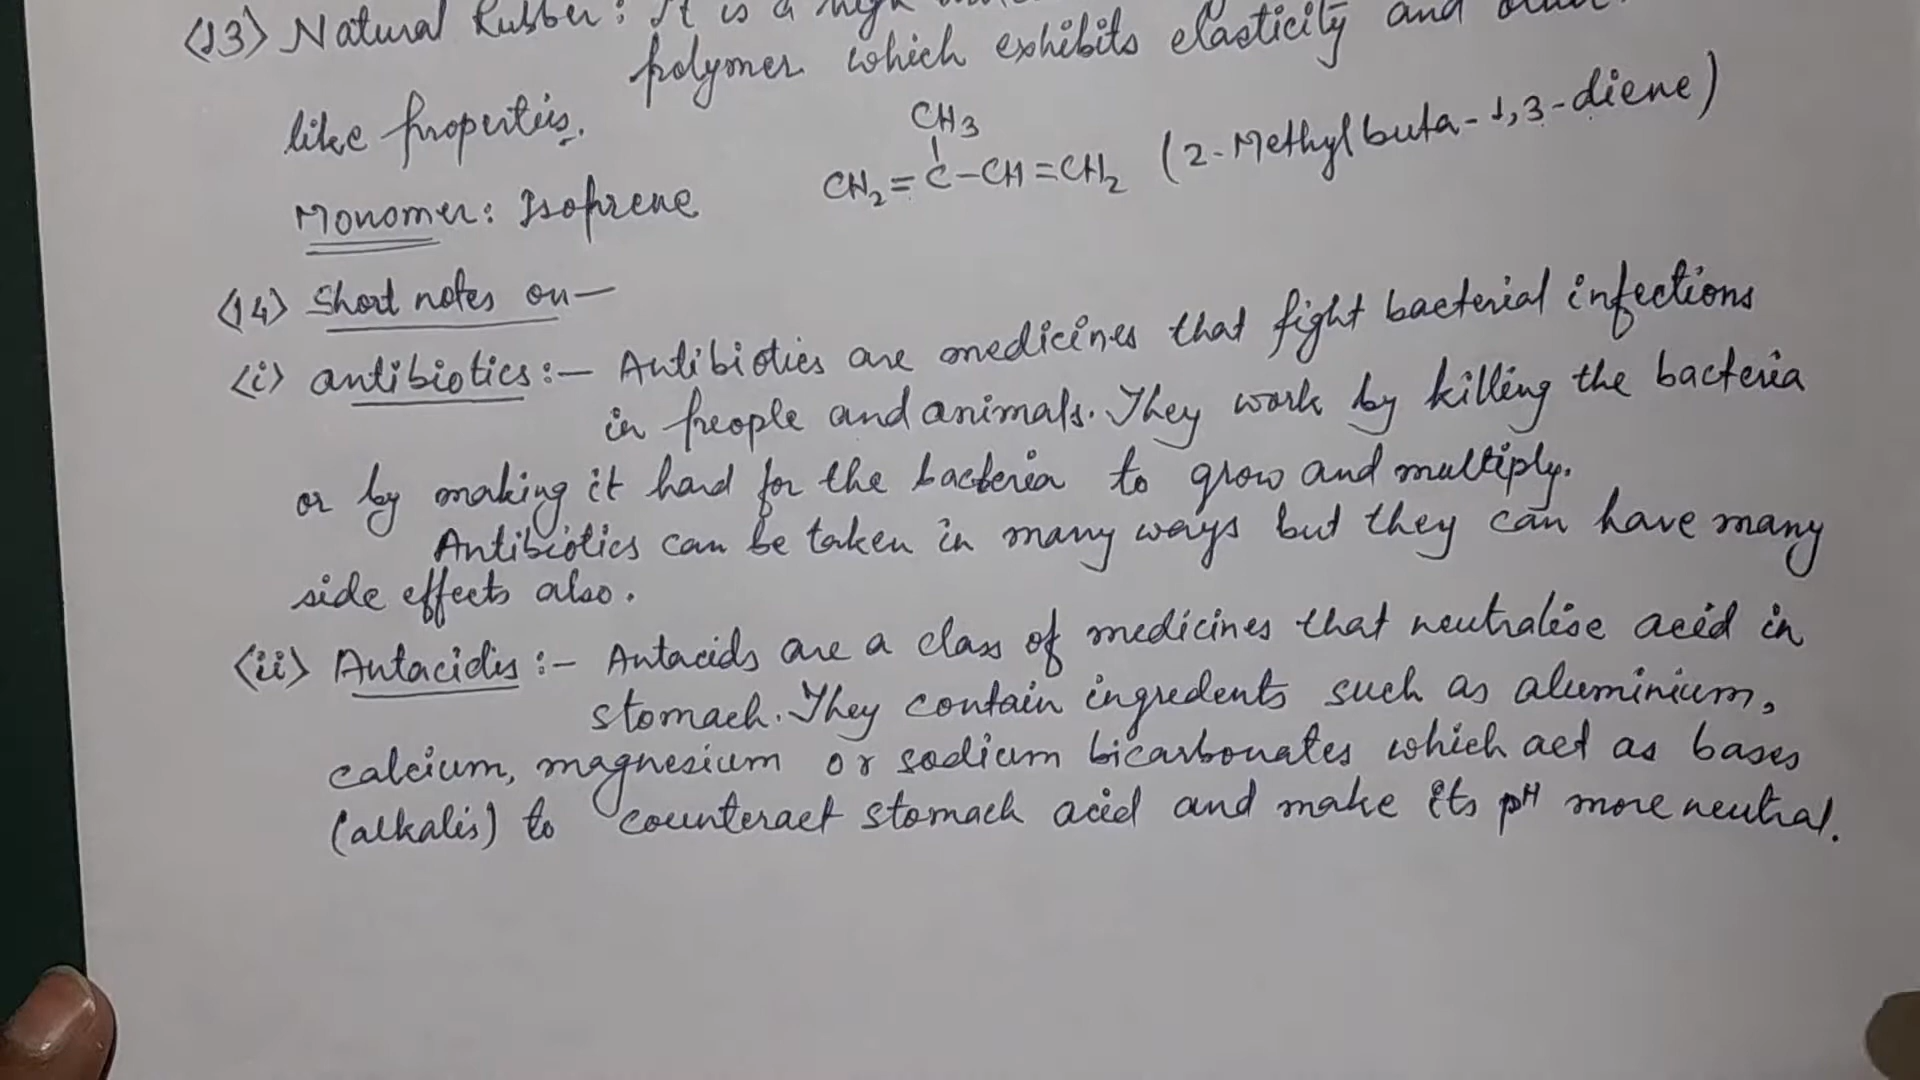 (13) Natural Rubber: It is a high
polymer which exhibits elasticity and
like properties.
CH3
Monomer: Isoprene CH2=C-CH=CH2 (2-Methylbuta-1,3-diene)
(14) Short notes on—
(i) antibiotics:— Antibiotics are medicines that fight bacterial infections
in people and animals. They work by killing the bacteria
or by making it hard for the bacteria to grow and multiply.
Antibiotics can be taken in many ways but they can have many
side effects also.
(ii) Antacids:— Antacids are a class of medicines that neutralise acid in
stomach. They contain ingredents such as aluminium,
calcium, magnesium or sodium bicarbonates which act as bases
(alkalis) to counteract stomach acid and make its pH more neutral.